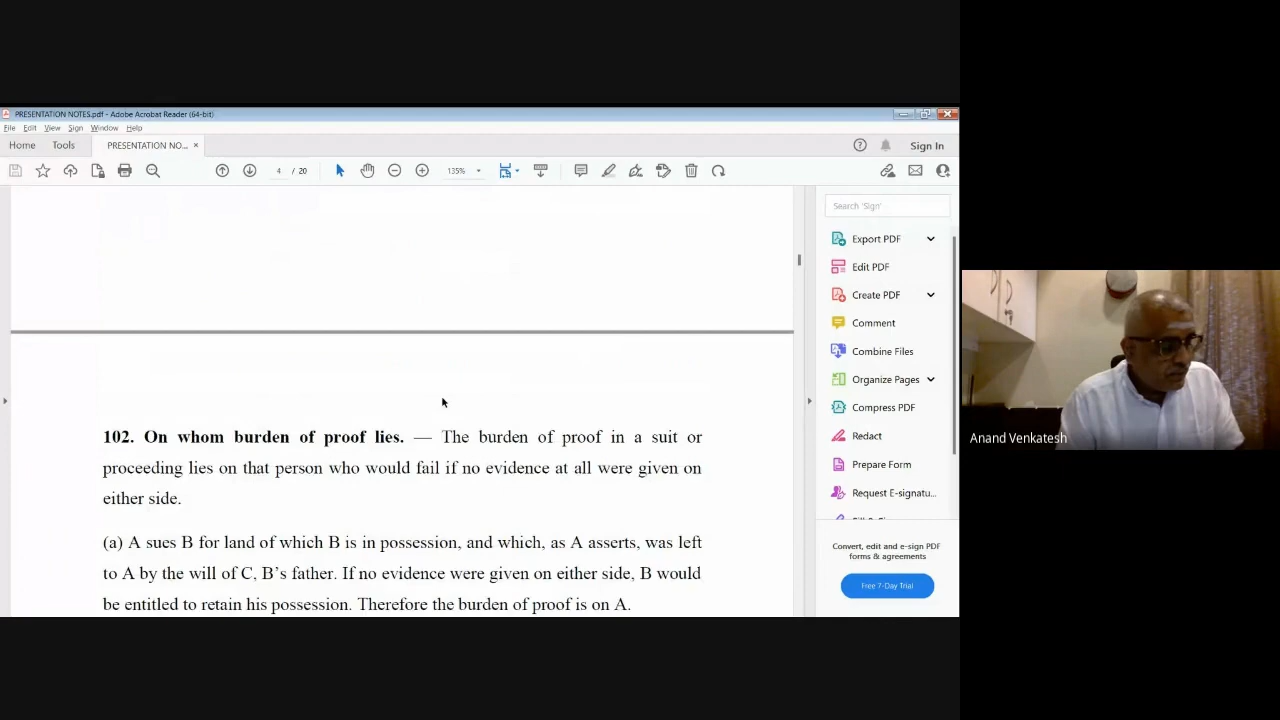 PRESENTATION NOTES.pdf - Adobe Acrobat Reader (64-bit)
File Edit View Sign Window Help
Home Tools PRESENTATION NO... × Sign In
4 / 20 135%
Search 'Sign'
Export PDF
Edit PDF
Create PDF
Comment
Combine Files
Organize Pages
Compress PDF
Redact
Prepare Form
Request E-signatu...
Convert, edit and e-sign PDF
forms & agreements
Free 7-Day Trial
102. On whom burden of proof lies. — The burden of proof in a suit or
proceeding lies on that person who would fail if no evidence at all were given on
either side.
(a) A sues B for land of which B is in possession, and which, as A asserts, was left
to A by the will of C, B’s father. If no evidence were given on either side, B would
be entitled to retain his possession. Therefore the burden of proof is on A.
Anand Venkatesh